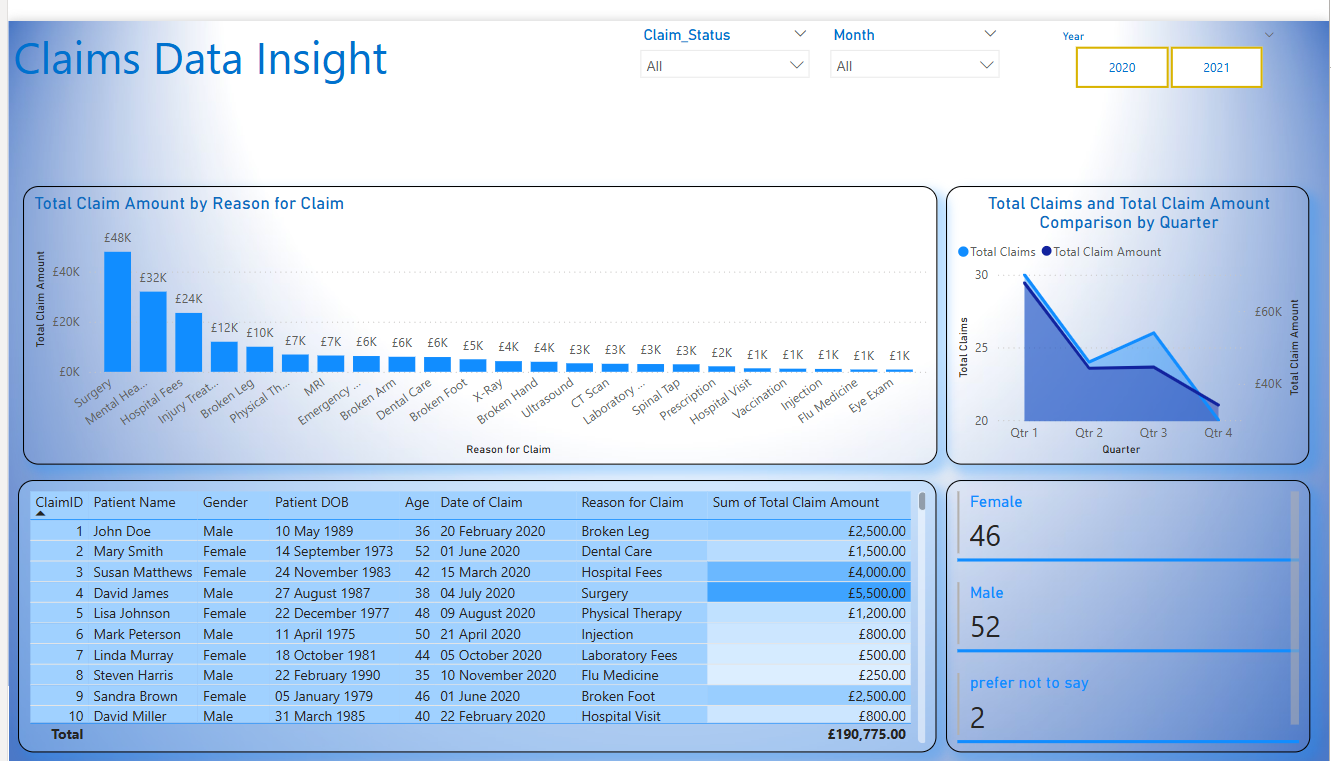 Claims Data Insight
Claim_Status
All
Month
All
Year
2020 2021
Total Claim Amount by Reason for Claim
Total Claim Amount
£40K
£20K
£0K
£48K £32K £24K £12K £10K £7K £7K £6K £6K £6K £5K £4K £4K £3K £3K £3K £3K £2K £1K £1K £1K £1K £1K
Surgery
Mental Hea...
Hospital Fees
Injury Treat...
Broken Leg
Physical Th...
MRI
Emergency ...
Broken Arm
Dental Care
Broken Foot
X-Ray
Broken Hand
Ultrasound
CT Scan
Laboratory ...
Spinal Tap
Prescription
Hospital Visit
Vaccination
Injection
Flu Medicine
Eye Exam
Reason for Claim
Total Claims and Total Claim Amount
Comparison by Quarter
Total Claims Total Claim Amount
Total Claims
30
25
20
£60K
£40K
Total Claim Amount
Qtr 1 Qtr 2 Qtr 3 Qtr 4
Quarter
ClaimID Patient Name Gender Patient DOB Age Date of Claim Reason for Claim Sum of Total Claim Amount
1 John Doe Male 10 May 1989 36 20 February 2020 Broken Leg £2,500.00
2 Mary Smith Female 14 September 1973 52 01 June 2020 Dental Care £1,500.00
3 Susan Matthews Female 24 November 1983 42 15 March 2020 Hospital Fees £4,000.00
4 David James Male 27 August 1987 38 04 July 2020 Surgery £5,500.00
5 Lisa Johnson Female 22 December 1977 48 09 August 2020 Physical Therapy £1,200.00
6 Mark Peterson Male 11 April 1975 50 21 April 2020 Injection £800.00
7 Linda Murray Female 18 October 1981 44 05 October 2020 Laboratory Fees £500.00
8 Steven Harris Male 22 February 1990 35 10 November 2020 Flu Medicine £250.00
9 Sandra Brown Female 05 January 1979 46 01 June 2020 Broken Foot £2,500.00
10 David Miller Male 31 March 1985 40 22 February 2020 Hospital Visit £800.00
Total £190,775.00
Female
46
Male
52
prefer not to say
2